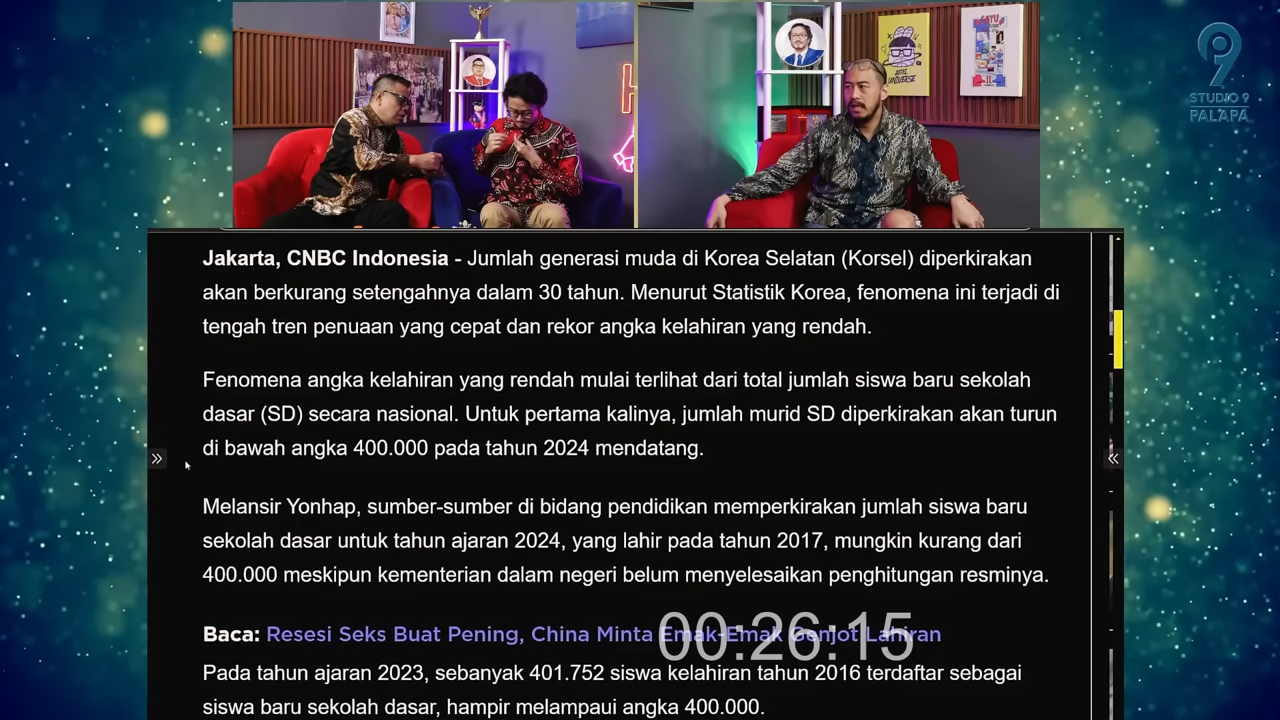 STUDIO 9
PALAPA
Jakarta, CNBC Indonesia - Jumlah generasi muda di Korea Selatan (Korsel) diperkirakan
akan berkurang setengahnya dalam 30 tahun. Menurut Statistik Korea, fenomena ini terjadi di
tengah tren penuaan yang cepat dan rekor angka kelahiran yang rendah.
Fenomena angka kelahiran yang rendah mulai terlihat dari total jumlah siswa baru sekolah
dasar (SD) secara nasional. Untuk pertama kalinya, jumlah murid SD diperkirakan akan turun
di bawah angka 400.000 pada tahun 2024 mendatang.
Melansir Yonhap, sumber-sumber di bidang pendidikan memperkirakan jumlah siswa baru
sekolah dasar untuk tahun ajaran 2024, yang lahir pada tahun 2017, mungkin kurang dari
400.000 meskipun kementerian dalam negeri belum menyelesaikan penghitungan resminya.
Baca: Resesi Seks Buat Pening, China Minta Emak-Emak Genjot Lahiran
00:26:15
Pada tahun ajaran 2023, sebanyak 401.752 siswa kelahiran tahun 2016 terdaftar sebagai
siswa baru sekolah dasar, hampir melampaui angka 400.000.